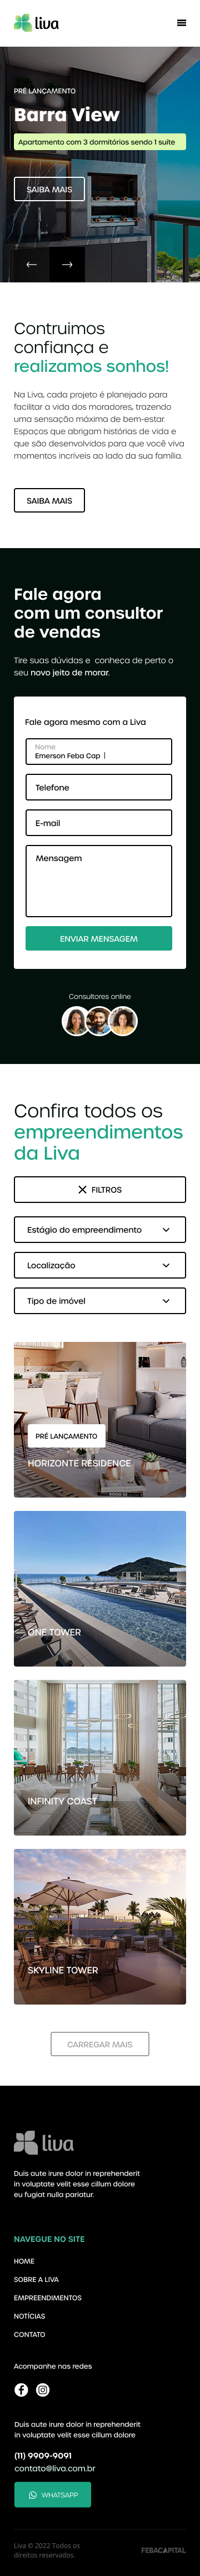 liva
PRÉ LANÇAMENTO
Barra View
Apartamento com 3 dormitórios sendo 1 suíte
SAIBA MAIS
Contruimos
confiança e
realizamos sonhos!
Na Liva, cada projeto é planejado para
facilitar a vida dos moradores, trazendo
uma sensação máxima de bem-estar.
Espaços que abrigam histórias de vida e
que são desenvolvidos para que você viva
momentos incríveis ao lado da sua família.
SAIBA MAIS
Fale agora
com um consultor
de vendas
Tire suas dúvidas e conheça de perto o
seu novo jeito de morar.
Fale agora mesmo com a Liva
Nome
Emerson Feba Cap
Telefone
E-mail
Mensagem
ENVIAR MENSAGEM
Consultores online
Confira todos os
empreendimentos
da Liva
FILTROS
Estágio do empreendimento
Localização
Tipo de imóvel
PRÉ LANÇAMENTO
HORIZONTE RESIDENCE
ONE TOWER
INFINITY COAST
SKYLINE TOWER
CARREGAR MAIS
liva
Duis aute irure dolor in reprehenderit
in voluptate velit esse cillum dolore
eu fugiat nulla pariatur.
NAVEGUE NO SITE
HOME
SOBRE A LIVA
EMPREENDIMENTOS
NOTÍCIAS
CONTATO
Acompanhe nas redes
Duis aute irure dolor in reprehenderit
in voluptate velit esse cillum dolore
(11) 9909-9091
contato@liva.com.br
WHATSAPP
Liva © 2022 Todos os
direitos reservados.
FEBACAPITAL